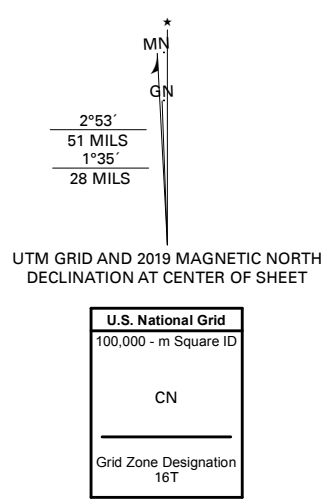 MN
GN
2°53´
51 MILS
1°35´
28 MILS
UTM GRID AND 2019 MAGNETIC NORTH
DECLINATION AT CENTER OF SHEET
U.S. National Grid
100,000 - m Square ID
CN
Grid Zone Designation
16T